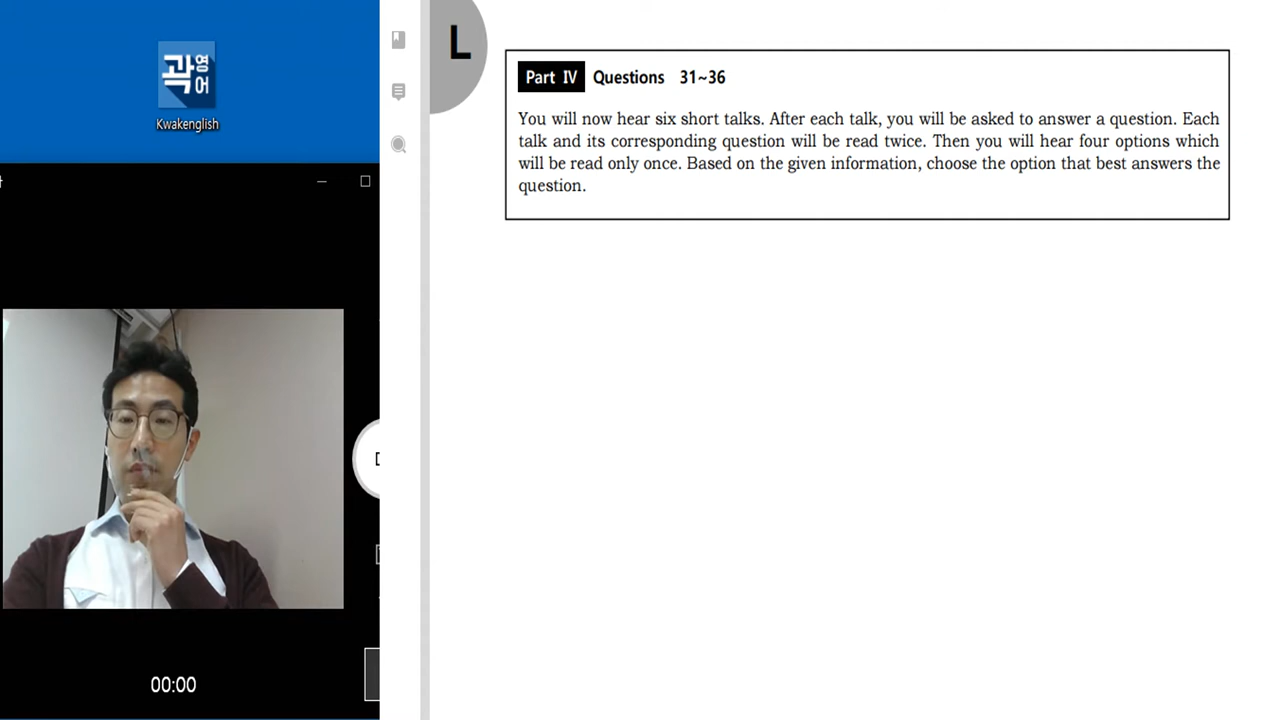 곽영어
Kwakenglish
00:00
L
Part IV Questions 31~36
You will now hear six short talks. After each talk, you will be asked to answer a question. Each
talk and its corresponding question will be read twice. Then you will hear four options which
will be read only once. Based on the given information, choose the option that best answers the
question.